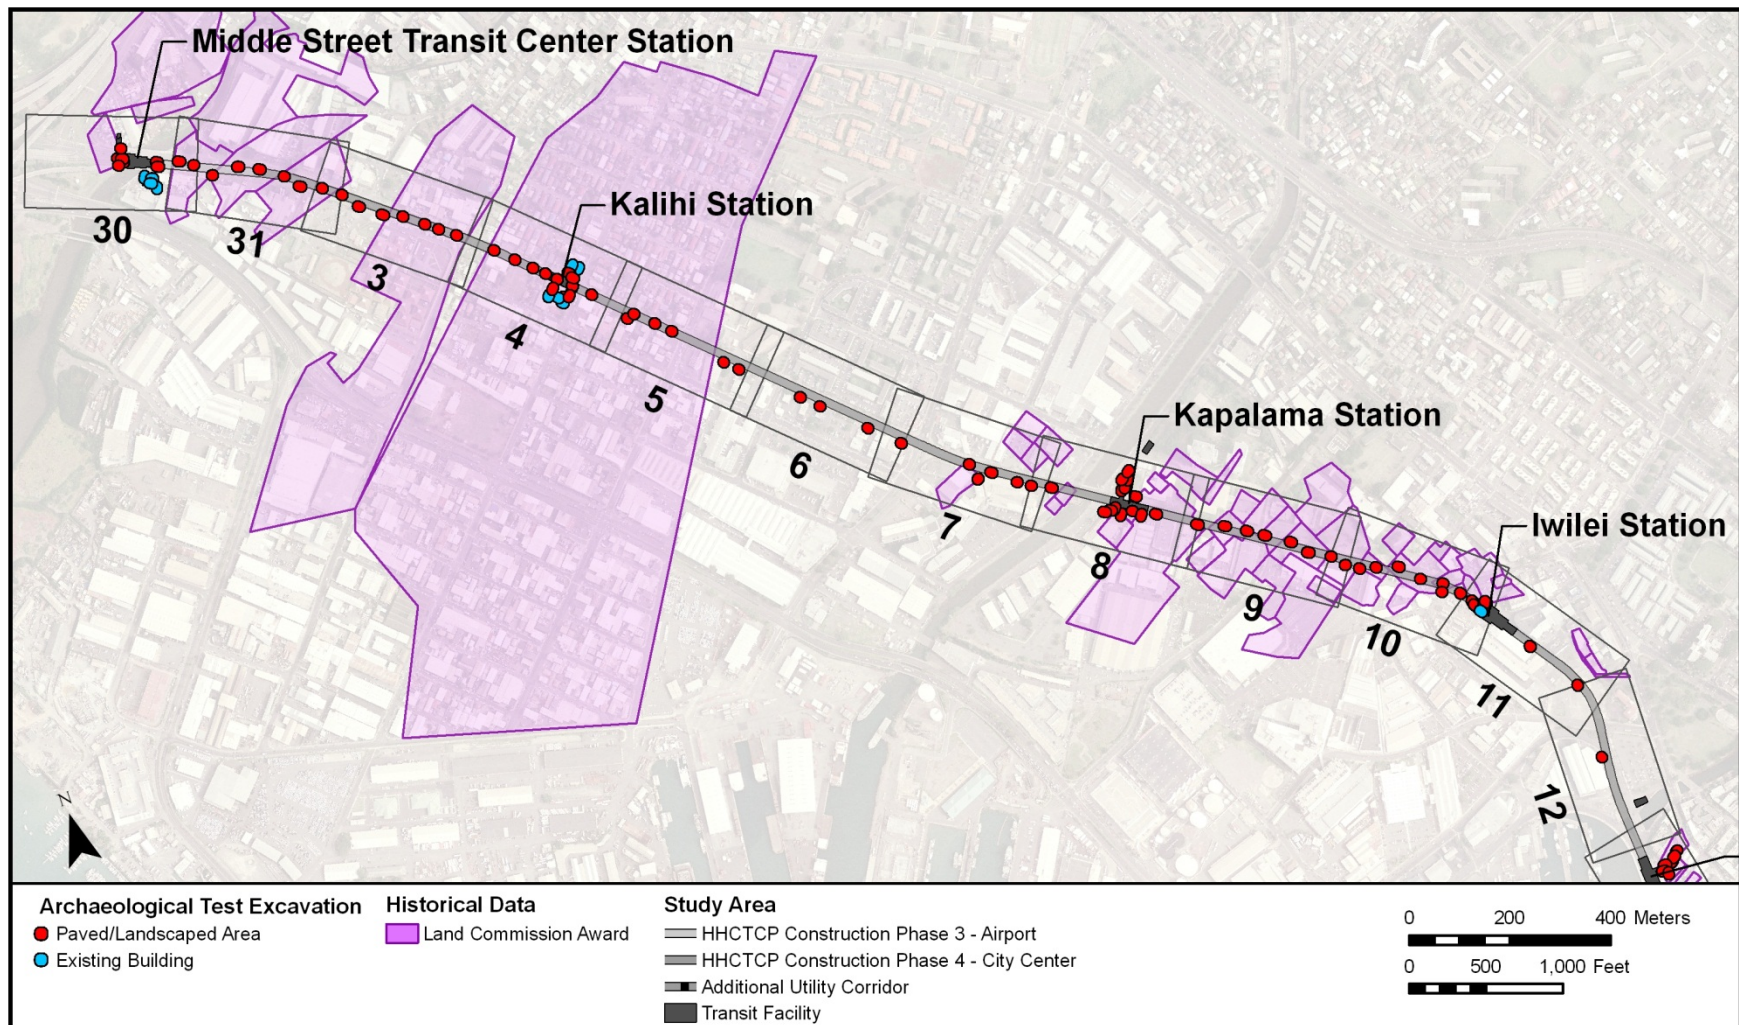 Middle Street Transit Center Station
Kalihi Station
Kapalama Station
Iwilei Station
30
31
3
4
5
6
7
8
9
10
11
12
N
Archaeological Test Excavation
Paved/Landscaped Area
Existing Building
Historical Data
Land Commission Award
Study Area
HHCTCP Construction Phase 3 - Airport
HHCTCP Construction Phase 4 - City Center
Additional Utility Corridor
Transit Facility
0 200 400 Meters
0 500 1,000 Feet